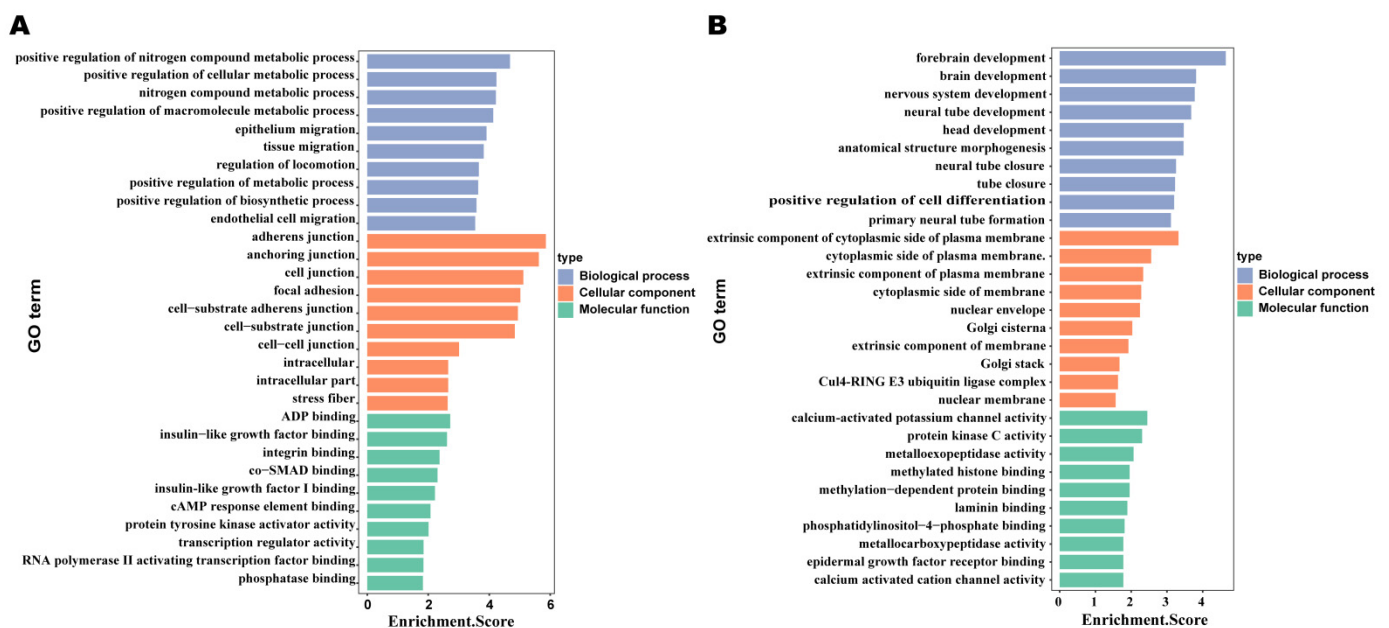 A
GO term
positive regulation of nitrogen compound metabolic process
positive regulation of cellular metabolic process
nitrogen compound metabolic process
positive regulation of macromolecule metabolic process
epithelium migration
tissue migration
regulation of locomotion
positive regulation of metabolic process
positive regulation of biosynthetic process
endothelial cell migration
adherens junction
anchoring junction
cell junction
focal adhesion
cell−substrate adherens junction
cell−substrate junction
cell−cell junction
intracellular
intracellular part
stress fiber
ADP binding
insulin−like growth factor binding
integrin binding
co−SMAD binding
insulin-like growth factor I binding
cAMP response element binding
protein tyrosine kinase activator activity
transcription regulator activity
RNA polymerase II activating transcription factor binding
phosphatase binding
0 2 4 6
Enrichment.Score
type
Biological process
Cellular component
Molecular function
B
GO term
forebrain development
brain development
nervous system development
neural tube development
head development
anatomical structure morphogenesis
neural tube closure
tube closure
positive regulation of cell differentiation
primary neural tube formation
extrinsic component of cytoplasmic side of plasma membrane
cytoplasmic side of plasma membrane.
extrinsic component of plasma membrane
cytoplasmic side of membrane
nuclear envelope
Golgi cisterna
extrinsic component of membrane
Golgi stack
Cul4-RING E3 ubiquitin ligase complex
nuclear membrane
calcium-activated potassium channel activity
protein kinase C activity
metalloexopeptidase activity
methylated histone binding
methylation−dependent protein binding
laminin binding
phosphatidylinositol−4−phosphate binding
metallocarboxypeptidase activity
epidermal growth factor receptor binding
calcium activated cation channel activity
0 1 2 3 4
Enrichment.Score
type
Biological process
Cellular component
Molecular function